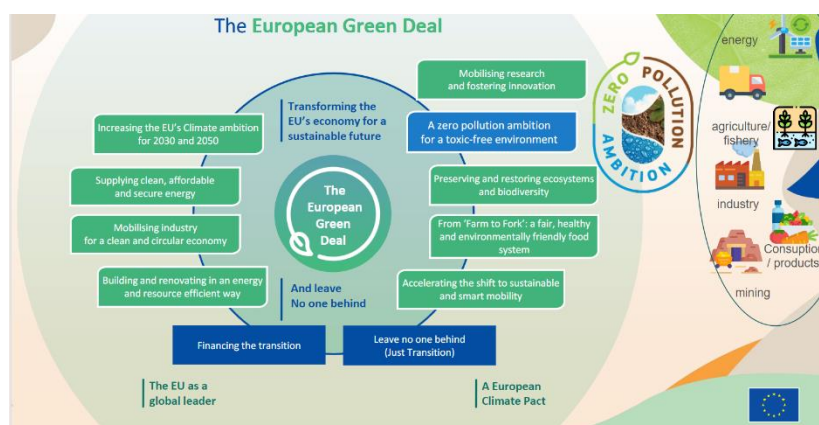 The European Green Deal
Transforming the
EU's economy for a
sustainable future
Increasing the EU's Climate ambition
for 2030 and 2050
Supplying clean, affordable
and secure energy
Mobilising industry
for a clean and circular economy
Building and renovating in an energy
and resource efficient way
The
European
Green
Deal
And leave
No one behind
Mobilising research
and fostering innovation
A zero pollution ambition
for a toxic-free environment
Preserving and restoring ecosystems
and biodiversity
From 'Farm to Fork': a fair, healthy
and environmentally friendly food
system
Accelerating the shift to sustainable
and smart mobility
Financing the transition
Leave no one behind
(Just Transition)
The EU as a
global leader
A European
Climate Pact
ZERO POLLUTION
AMBITION
energy
agriculture/
fishery
industry
Consuption
/ products
mining